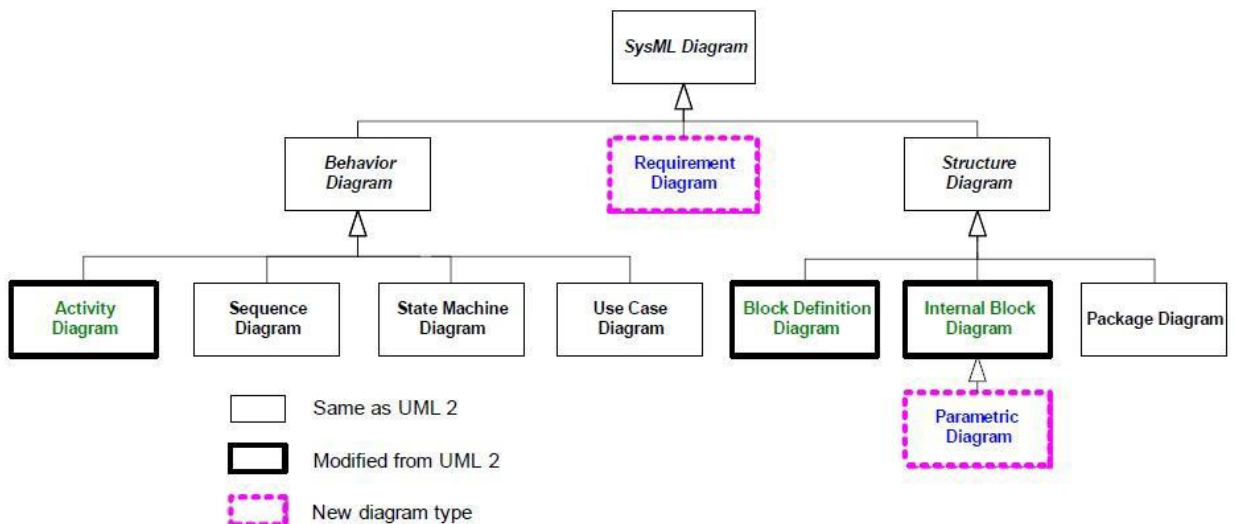 SysML Diagram
Behavior
Diagram
Requirement
Diagram
Structure
Diagram
Activity
Diagram
Sequence
Diagram
State Machine
Diagram
Use Case
Diagram
Block Definition
Diagram
Internal Block
Diagram
Package Diagram
Parametric
Diagram
Same as UML 2
Modified from UML 2
New diagram type